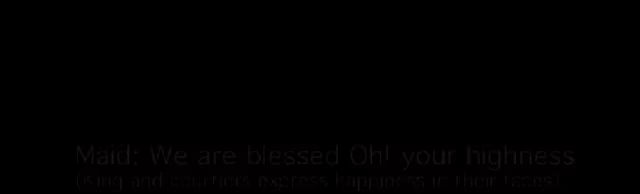 Maid: We are blessed Oh! your highness
(king and courtiers express happiness in their faces)